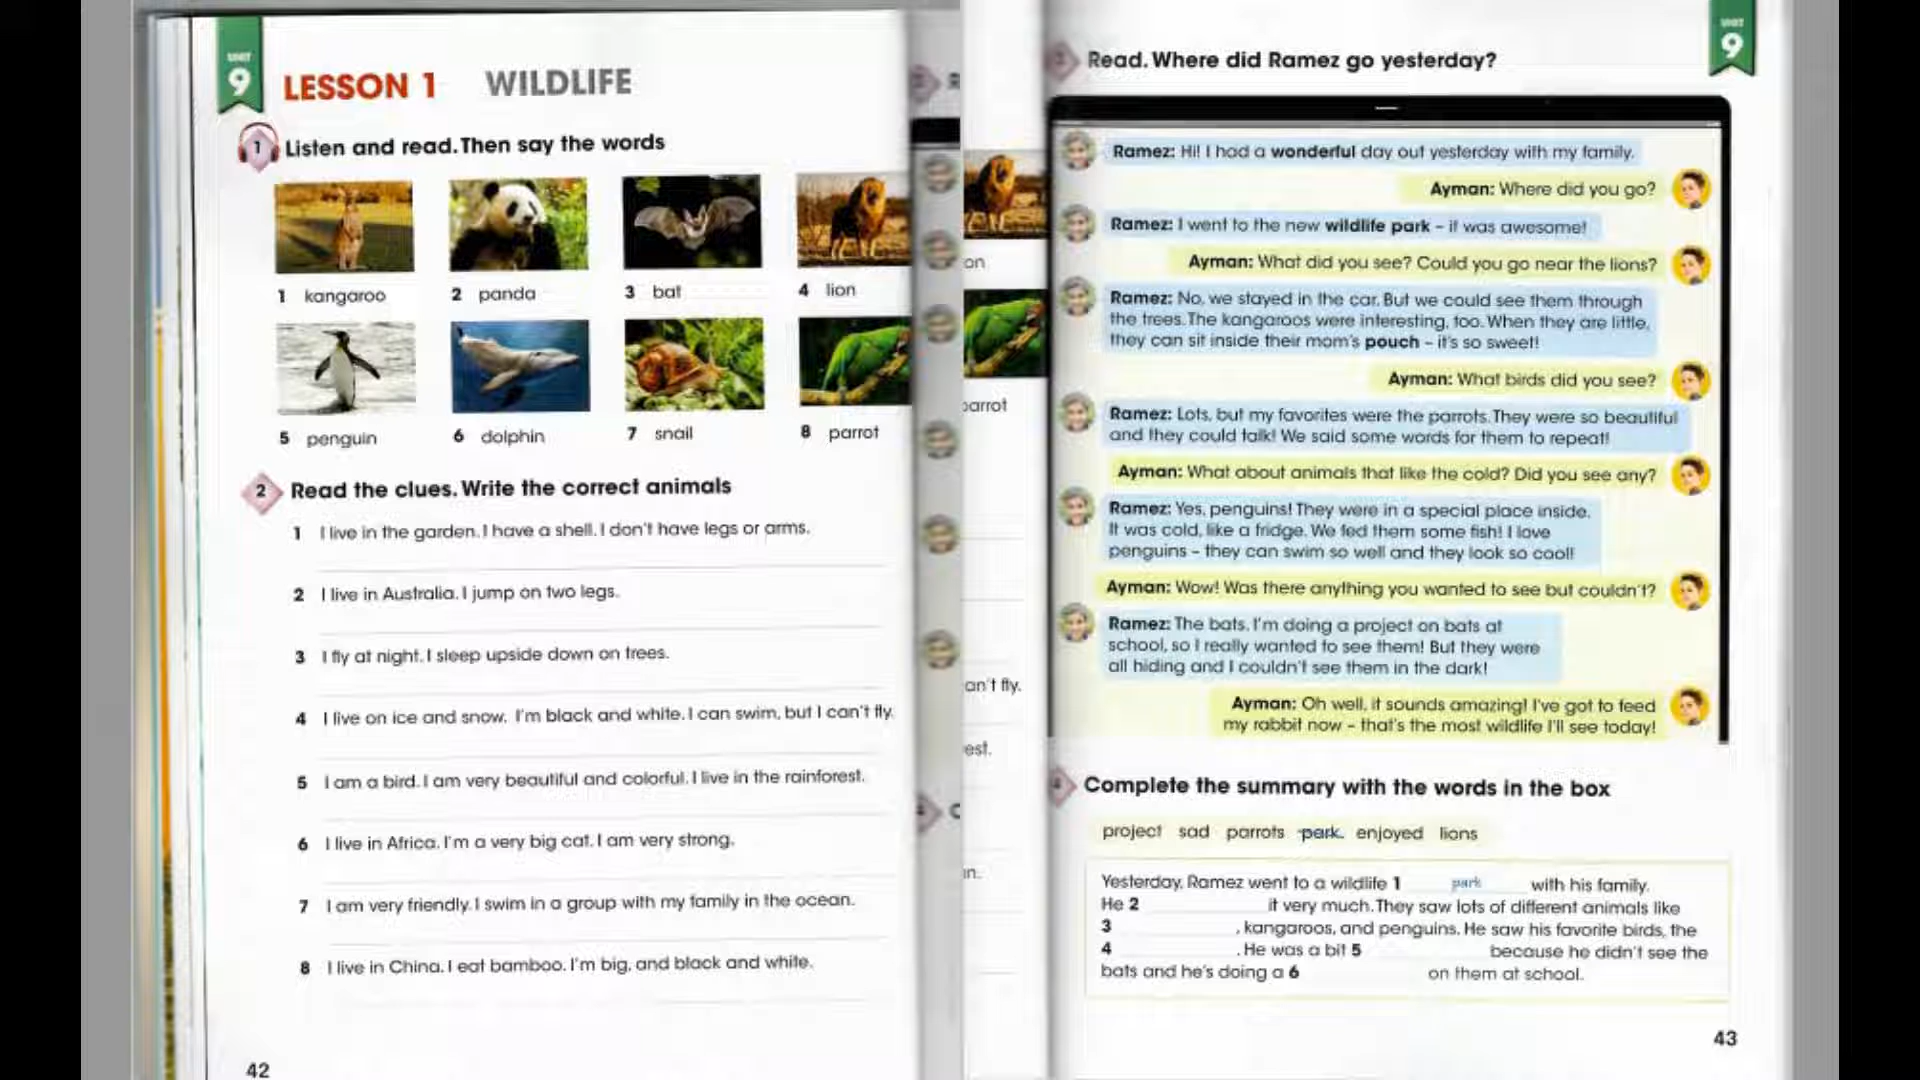 UNIT
9
LESSON 1 WILDLIFE
1 Listen and read. Then say the words
1 kangaroo 2 panda 3 bat 4 lion
5 penguin 6 dolphin 7 snail 8 parrot
2 Read the clues. Write the correct animals
1 I live in the garden. I have a shell. I don't have legs or arms.
2 I live in Australia. I jump on two legs.
3 I fly at night. I sleep upside down on trees.
4 I live on ice and snow. I'm black and white. I can swim, but I can't fly.
5 I am a bird. I am very beautiful and colorful. I live in the rainforest.
6 I live in Africa. I'm a very big cat. I am very strong.
7 I am very friendly. I swim in a group with my family in the ocean.
8 I live in China. I eat bamboo. I'm big, and black and white.
42
on
parrot
an't fly.
est.
in.
UNIT
9
Read. Where did Ramez go yesterday?
Ramez: Hi! I had a wonderful day out yesterday with my family.
Ayman: Where did you go?
Ramez: I went to the new wildlife park – it was awesome!
Ayman: What did you see? Could you go near the lions?
Ramez: No, we stayed in the car. But we could see them through
the trees. The kangaroos were interesting, too. When they are little,
they can sit inside their mom's pouch – it's so sweet!
Ayman: What birds did you see?
Ramez: Lots, but my favorites were the parrots. They were so beautiful
and they could talk! We said some words for them to repeat!
Ayman: What about animals that like the cold? Did you see any?
Ramez: Yes, penguins! They were in a special place inside.
It was cold, like a fridge. We fed them some fish! I love
penguins – they can swim so well and they look so cool!
Ayman: Wow! Was there anything you wanted to see but couldn't?
Ramez: The bats. I'm doing a project on bats at
school, so I really wanted to see them! But they were
all hiding and I couldn't see them in the dark!
Ayman: Oh well, it sounds amazing! I've got to feed
my rabbit now – that's the most wildlife I'll see today!
Complete the summary with the words in the box
project sad parrots park enjoyed lions
Yesterday, Ramez went to a wildlife 1 park with his family.
He 2 it very much. They saw lots of different animals like
3 , kangaroos, and penguins. He saw his favorite birds, the
4 . He was a bit 5 because he didn't see the
bats and he's doing a 6 on them at school.
43